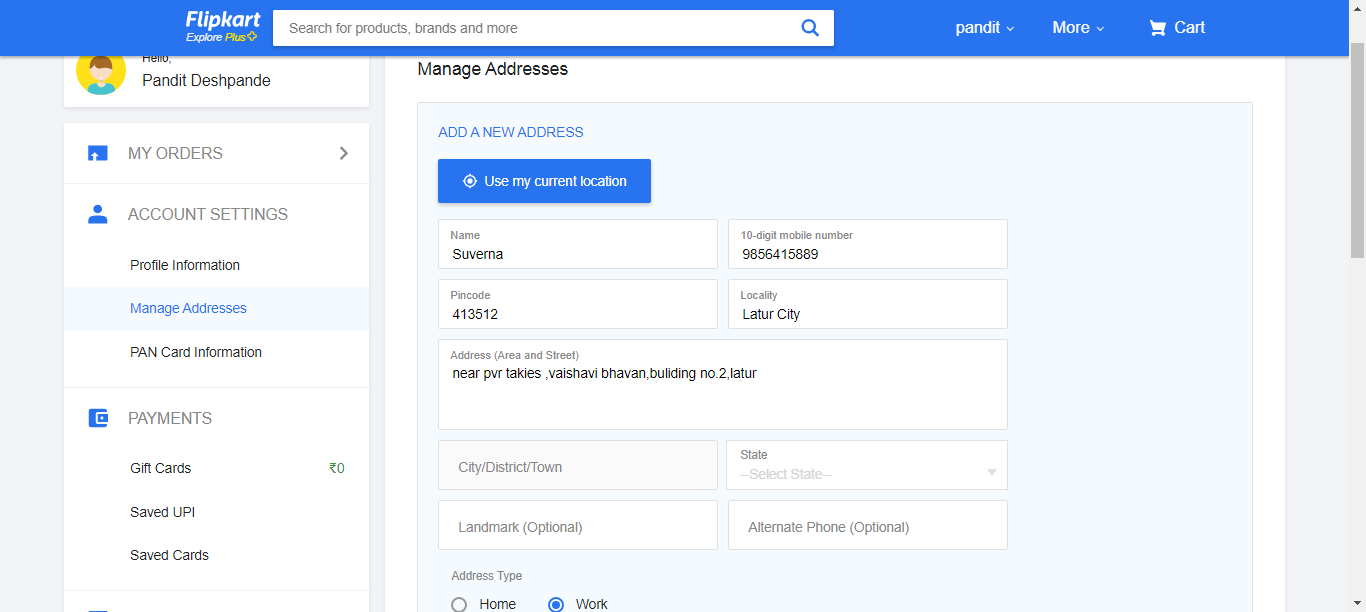 Flipkart
Explore Plus
Search for products, brands and more
pandit
More
Cart
Hello,
Pandit Deshpande
MY ORDERS
ACCOUNT SETTINGS
Profile Information
Manage Addresses
PAN Card Information
PAYMENTS
Gift Cards ₹0
Saved UPI
Saved Cards
Manage Addresses
ADD A NEW ADDRESS
Use my current location
Name
Suverna
10-digit mobile number
9856415889
Pincode
413512
Locality
Latur City
Address (Area and Street)
near pvr takies ,vaishavi bhavan,buliding no.2,latur
City/District/Town
State
--Select State--
Landmark (Optional)
Alternate Phone (Optional)
Address Type
Home
Work